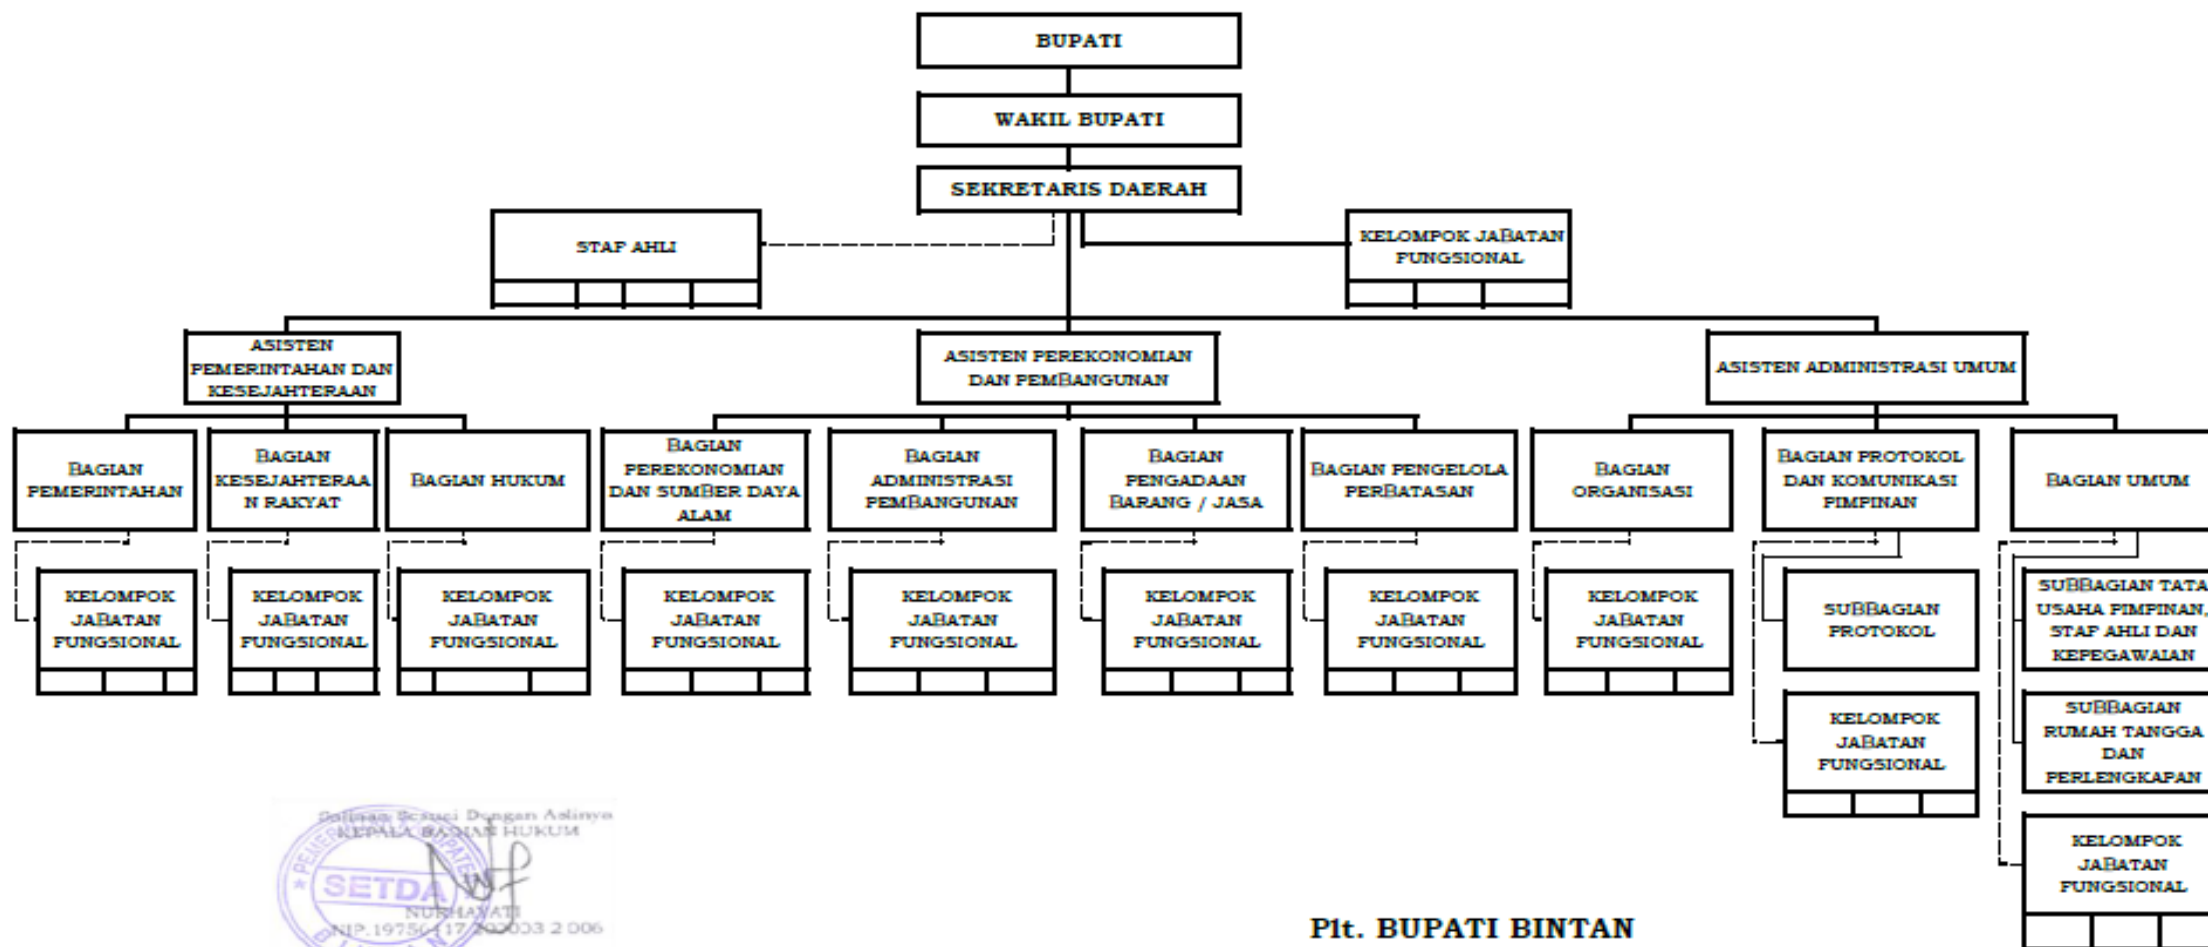 BUPATI
WAKIL BUPATI
SEKRETARIS DAERAH
STAF AHLI
KELOMPOK JABATAN
FUNGSIONAL
ASISTEN
PEMERINTAHAN DAN
KESEJAHTERAAN
ASISTEN PEREKONOMIAN
DAN PEMBANGUNAN
ASISTEN ADMINISTRASI UMUM
BAGIAN
PEMERINTAHAN
BAGIAN
KESEJAHTERAA
N RAKYAT
BAGIAN HUKUM
BAGIAN
PEREKONOMIAN
DAN SUMBER DAYA
ALAM
BAGIAN
ADMINISTRASI
PEMBANGUNAN
BAGIAN
PENGADAAN
BARANG / JASA
BAGIAN PENGELOLA
PERBATASAN
BAGIAN
ORGANISASI
BAGIAN PROTOKOL
DAN KOMUNIKASI
PIMPINAN
BAGIAN UMUM
KELOMPOK
JABATAN
FUNGSIONAL
KELOMPOK
JABATAN
FUNGSIONAL
KELOMPOK
JABATAN
FUNGSIONAL
KELOMPOK
JABATAN
FUNGSIONAL
KELOMPOK
JABATAN
FUNGSIONAL
KELOMPOK
JABATAN
FUNGSIONAL
KELOMPOK
JABATAN
FUNGSIONAL
KELOMPOK
JABATAN
FUNGSIONAL
SUBBAGIAN
PROTOKOL
SUBBAGIAN TATA
USAHA PIMPINAN,
STAF AHLI DAN
KEPEGAWAIAN
KELOMPOK
JABATAN
FUNGSIONAL
SUBBAGIAN
RUMAH TANGGA
DAN
PERLENGKAPAN
KELOMPOK
JABATAN
FUNGSIONAL
Salinan Sesuai Dengan Aslinya
KEPALA BAGIAN HUKUM
SETDA
NURHAYATI
Plt. BUPATI BINTAN